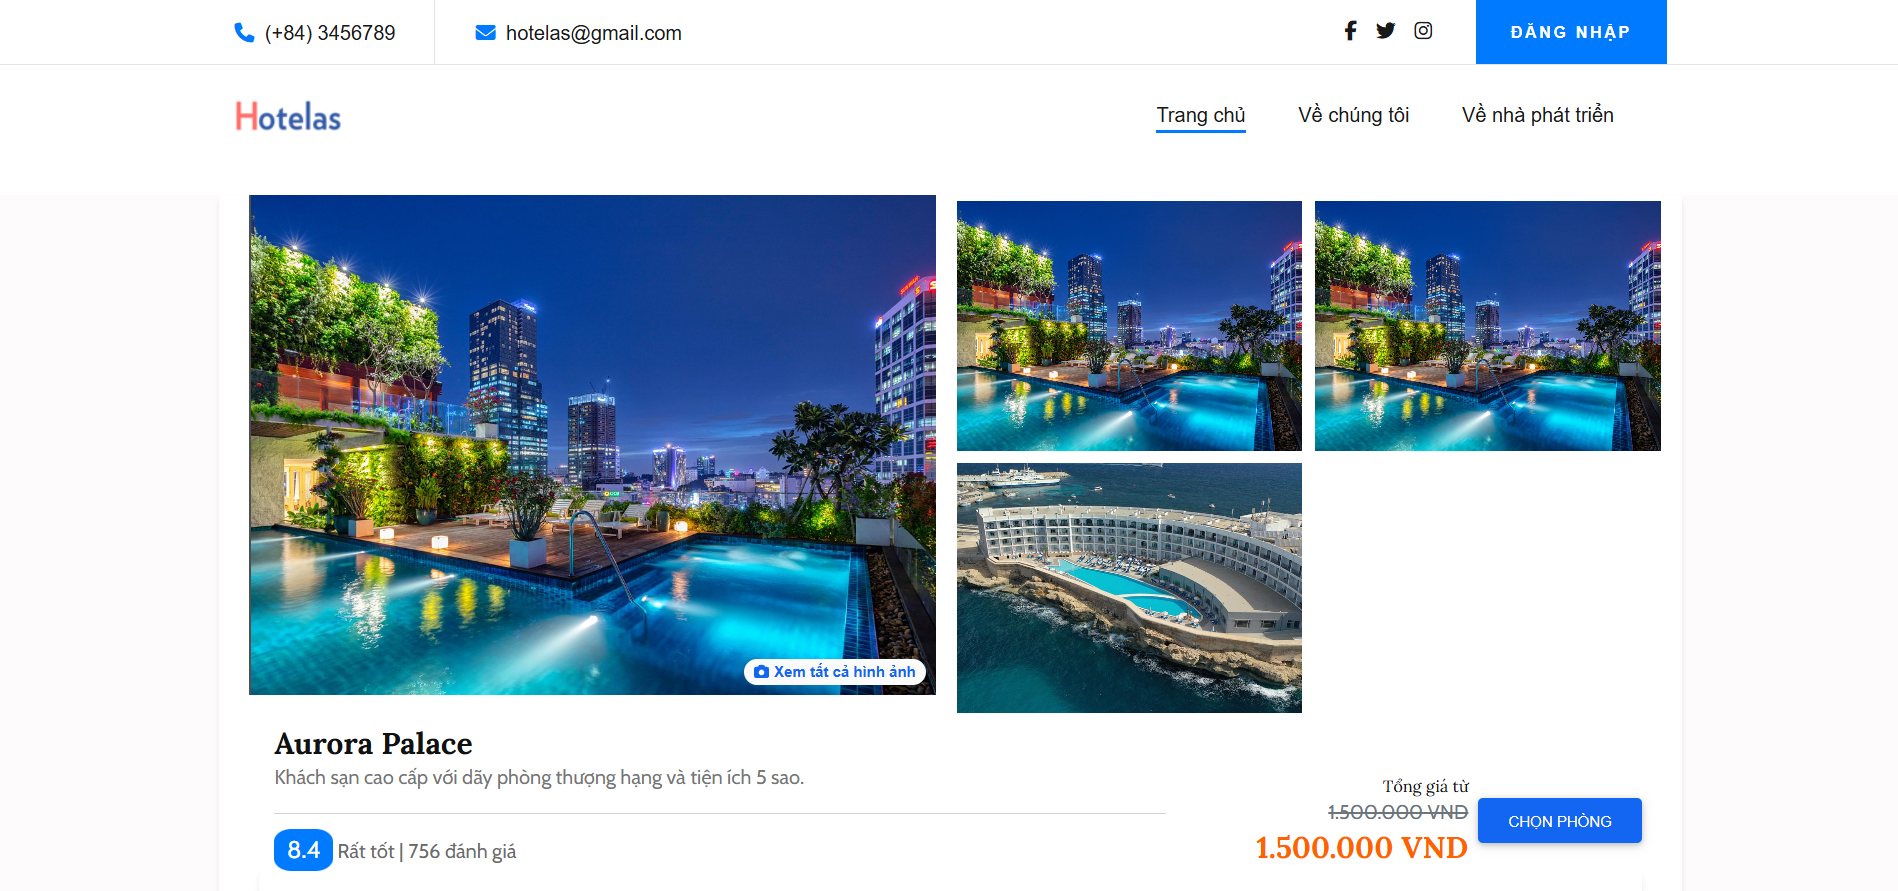 (+84) 3456789
hotelas@gmail.com
ĐĂNG NHẬP
Hotelas
Trang chủ
Về chúng tôi
Về nhà phát triển
Xem tất cả hình ảnh
Aurora Palace
Khách sạn cao cấp với dãy phòng thượng hạng và tiện ích 5 sao.
8.4 Rất tốt | 756 đánh giá
Tổng giá từ
1.500.000 VND
1.500.000 VND
CHỌN PHÒNG